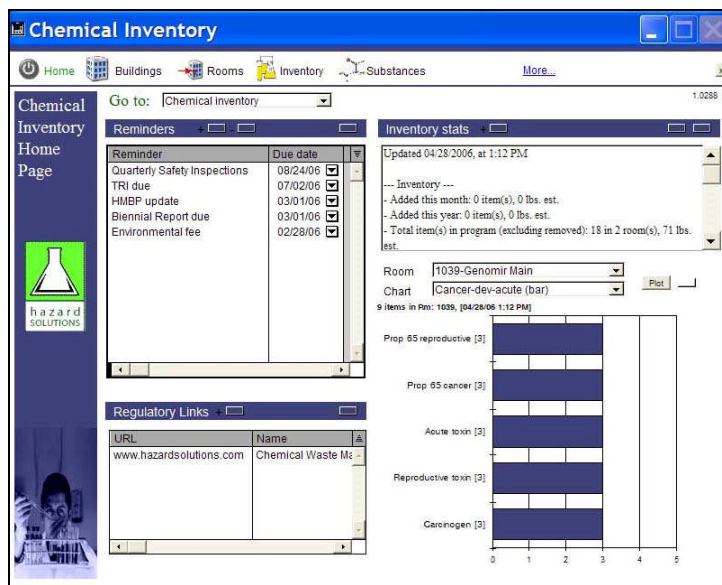 Chemical Inventory
Home Buildings Rooms Inventory Substances More...
Chemical
Inventory
Home
Page
Go to: Chemical inventory
1.0288
Reminders + -
Reminder Due date
Quarterly Safety Inspections 08/24/06
TRI due 07/02/06
HMBP update 03/01/06
Biennial Report due 03/01/06
Environmental fee 02/28/06
hazard
SOLUTIONS
Regulatory Links +
URL Name
www.hazardsolutions.com Chemical Waste Ma
Inventory stats +
Updated 04/28/2006, at 1:12 PM
--- Inventory ---
- Added this month: 0 item(s), 0 lbs. est.
- Added this year: 0 item(s), 0 lbs. est.
- Total item(s) in program (excluding removed): 18 in 2 room(s), 71 lbs.
est.
Room 1039-Genomir Main
Chart Cancer-dev-acute (bar) Plot
9 items in Rm: 1039, [04/28/06 1:12 PM]
Prop 65 reproductive [3]
Prop 65 cancer [3]
Acute toxin [3]
Reproductive toxin [3]
Carcinogen [3]
0 1 2 3 4 5